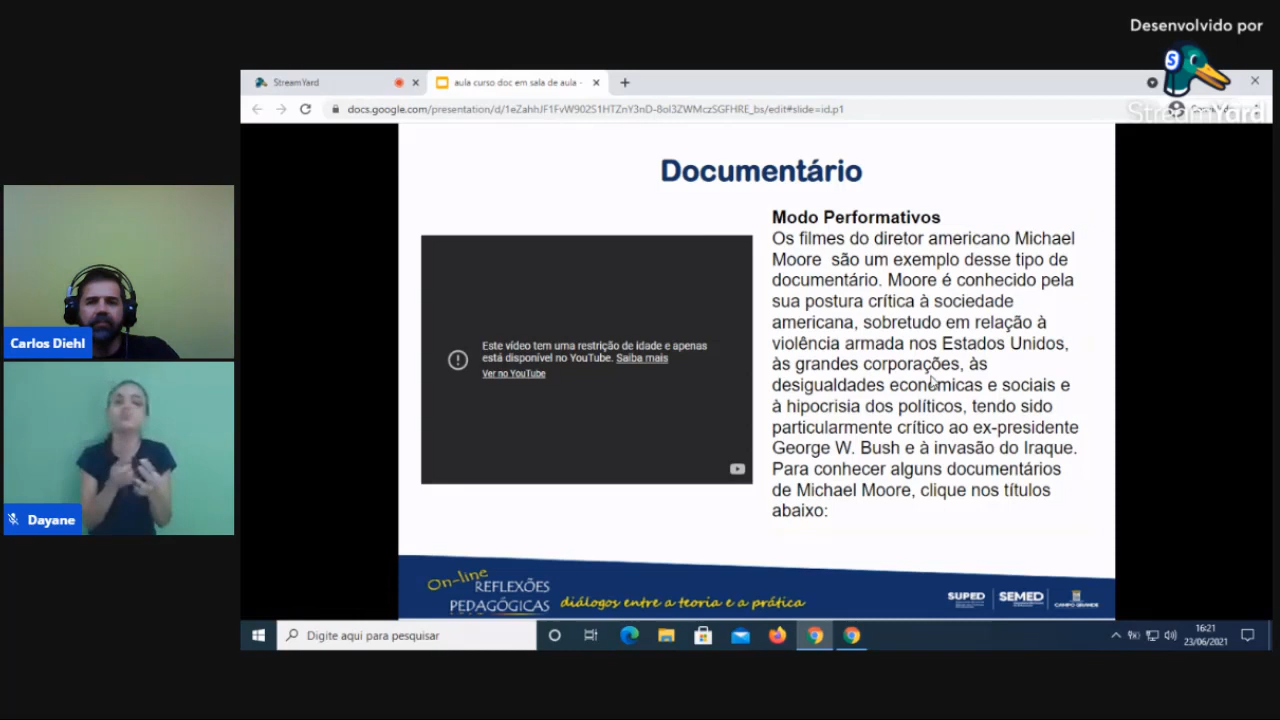 Desenvolvido por
StreamYard
StreamYard
aula curso doc em sala de aula -
docs.google.com/presentation/d/1eZahhJF1FvW902S1HTZnY3nD-8oI3ZWMczSGFHRE_bs/edit#slide=id.p1
Documentário
Modo Performativos
Os filmes do diretor americano Michael
Moore são um exemplo desse tipo de
documentário. Moore é conhecido pela
sua postura crítica à sociedade
americana, sobretudo em relação à
violência armada nos Estados Unidos,
às grandes corporações, às
desigualdades econômicas e sociais e
à hipocrisia dos políticos, tendo sido
particularmente crítico ao ex-presidente
George W. Bush e à invasão do Iraque.
Para conhecer alguns documentários
de Michael Moore, clique nos títulos
abaixo:
Este vídeo tem uma restrição de idade e apenas
está disponível no YouTube. Saiba mais
Ver no YouTube
Carlos Diehl
Dayane
On-line
REFLEXÕES
PEDAGÓGICAS
diálogos entre a teoria e a prática
SUPED
SEMED
CAMPO GRANDE
Digite aqui para pesquisar
16:21
23/06/2021